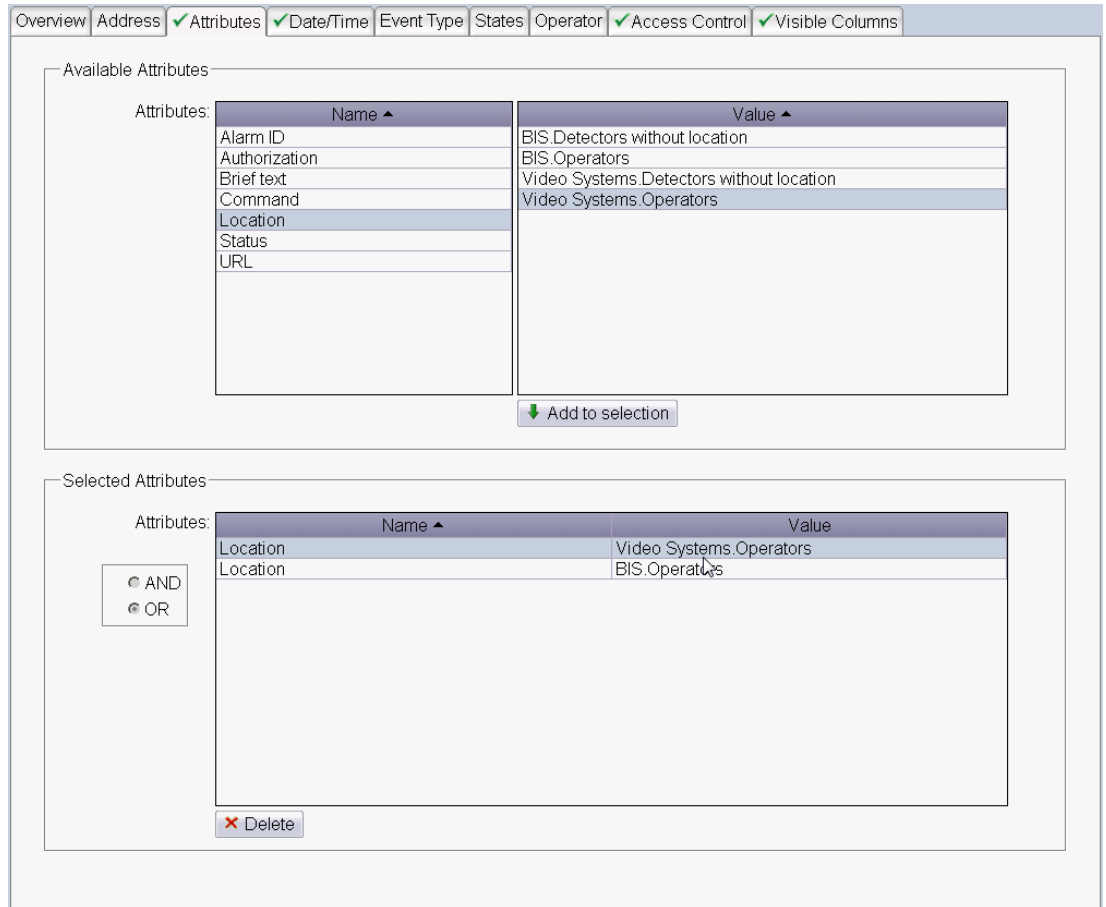 Overview Address Attributes Date/Time Event Type States Operator Access Control Visible Columns
Available Attributes
Attributes: Name Value
Alarm ID BIS.Detectors without location
Authorization BIS.Operators
Brief text Video Systems.Detectors without location
Command Video Systems.Operators
Location
Status
URL
Add to selection
Selected Attributes
Attributes: Name Value
Location Video Systems.Operators
Location BIS.Operators
AND
OR
Delete